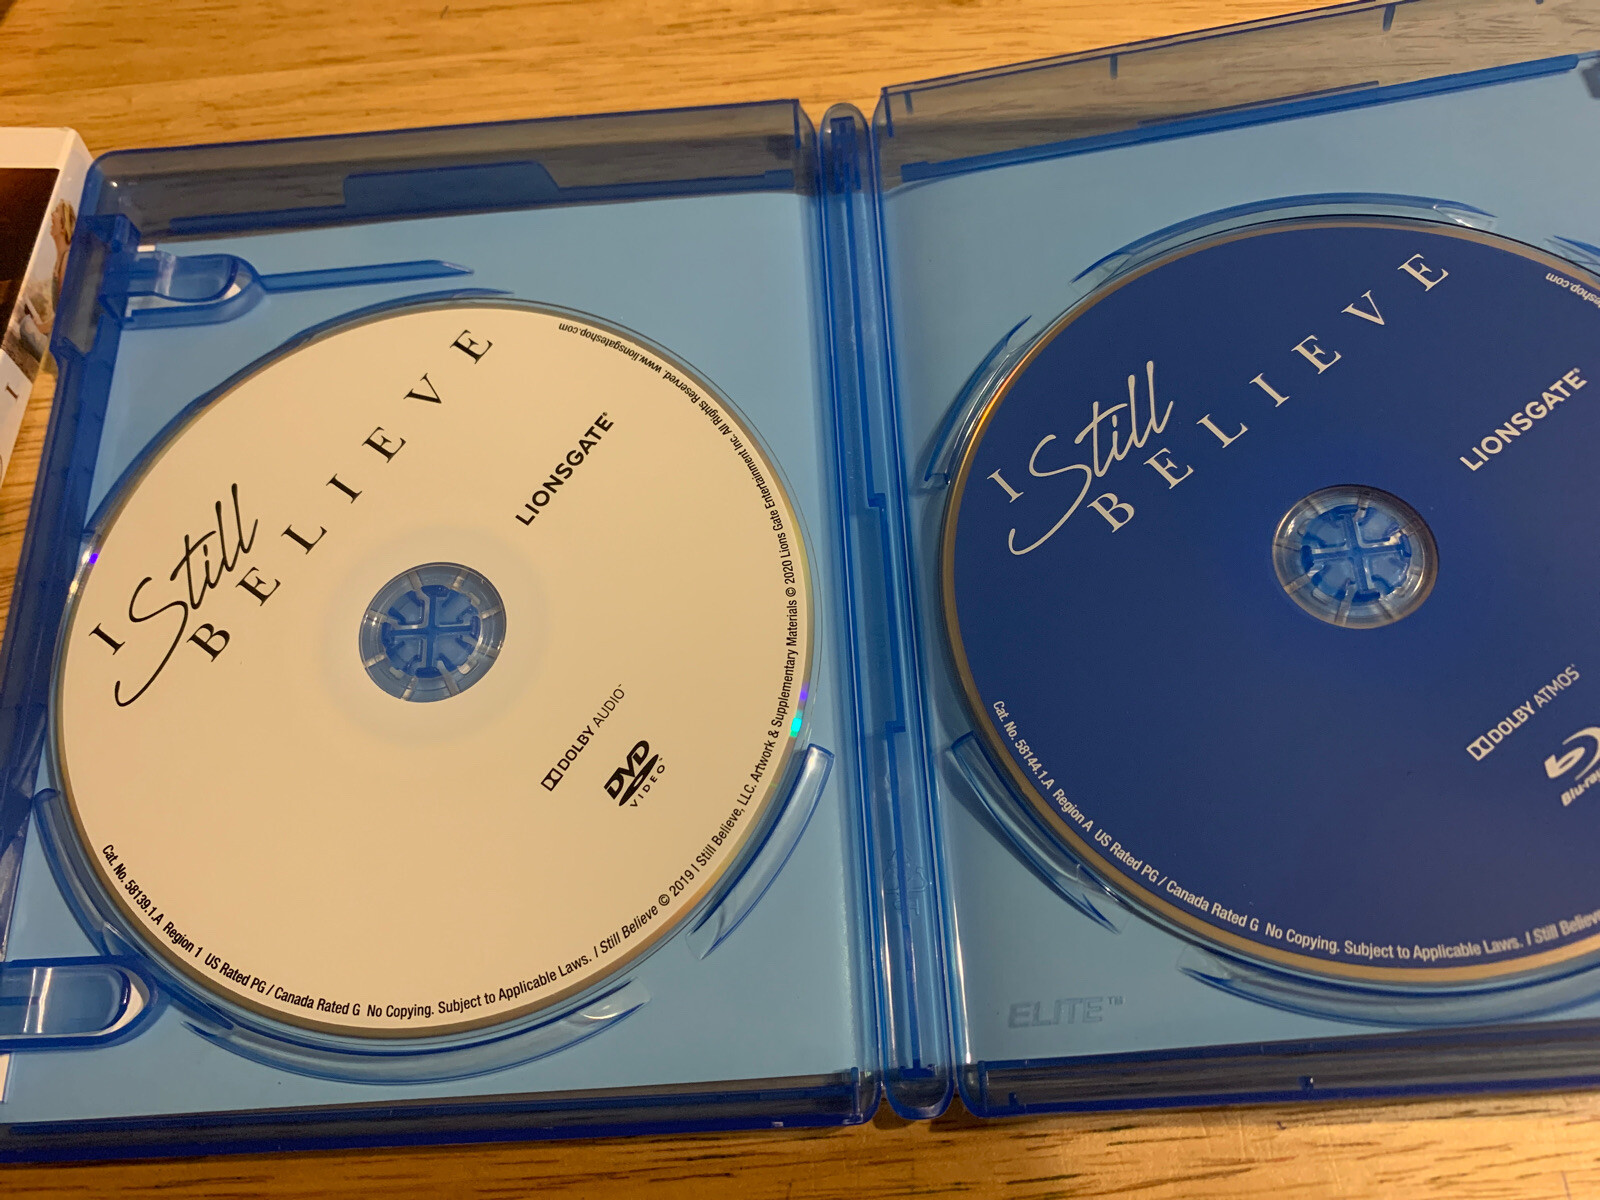 I Still
BELIEVE
LIONSGATE®
DOLBY AUDIO™
DVD
VIDEO™
Cat. No. 58139.1.A Region 1 US Rated PG / Canada Rated G No Copying. Subject to Applicable Laws. I Still Believe © 2019 I Still Believe, LLC. Artwork & Supplementary Materials © 2020 Lions Gate Entertainment Inc. All Rights Reserved. www.lionsgateshop.com
I Still
BELIEVE
LIONSGATE®
DOLBY ATMOS®
Cat. No. 58144.1.A Region A US Rated PG / Canada Rated G No Copying. Subject to Applicable Laws. I Still Believe
ELITE™
I